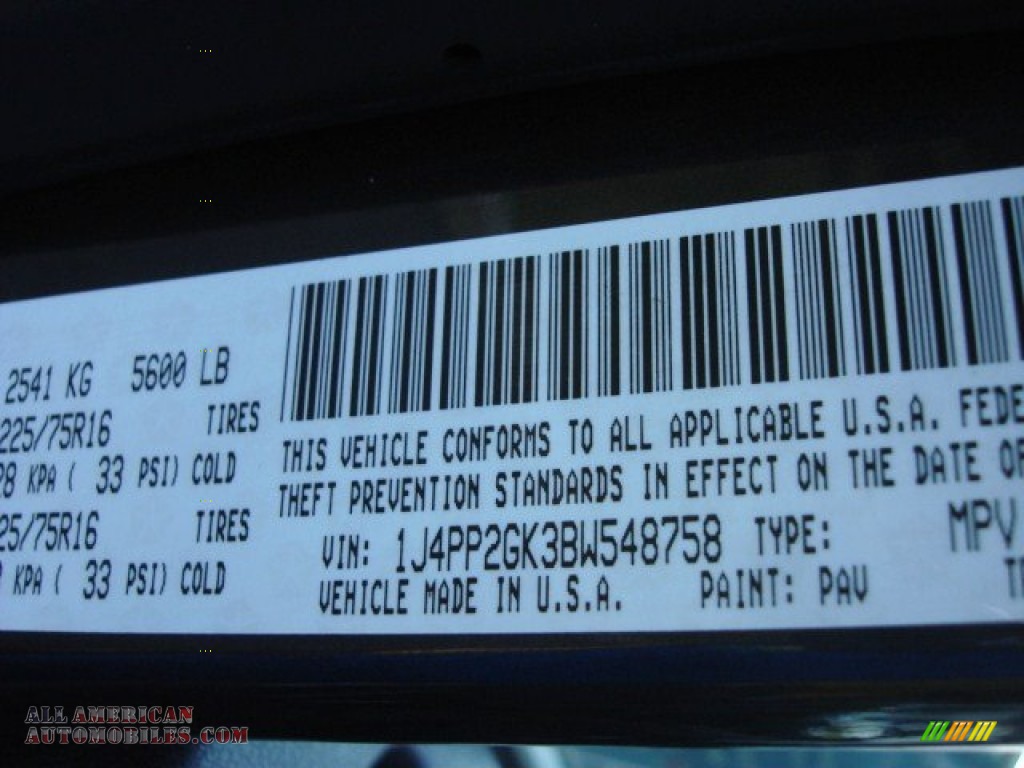 2541 KG 5600 LB
225/75R16 TIRES
28 KPA ( 33 PSI) COLD
25/75R16 TIRES
KPA ( 33 PSI) COLD
THIS VEHICLE CONFORMS TO ALL APPLICABLE U.S.A. FEDE
THEFT PREVENTION STANDARDS IN EFFECT ON THE DATE OF
VIN: 1J4PP2GK3BW548758 TYPE: MPV
VEHICLE MADE IN U.S.A. PAINT: PAV
ALL AMERICAN
AUTOMOBILES.COM